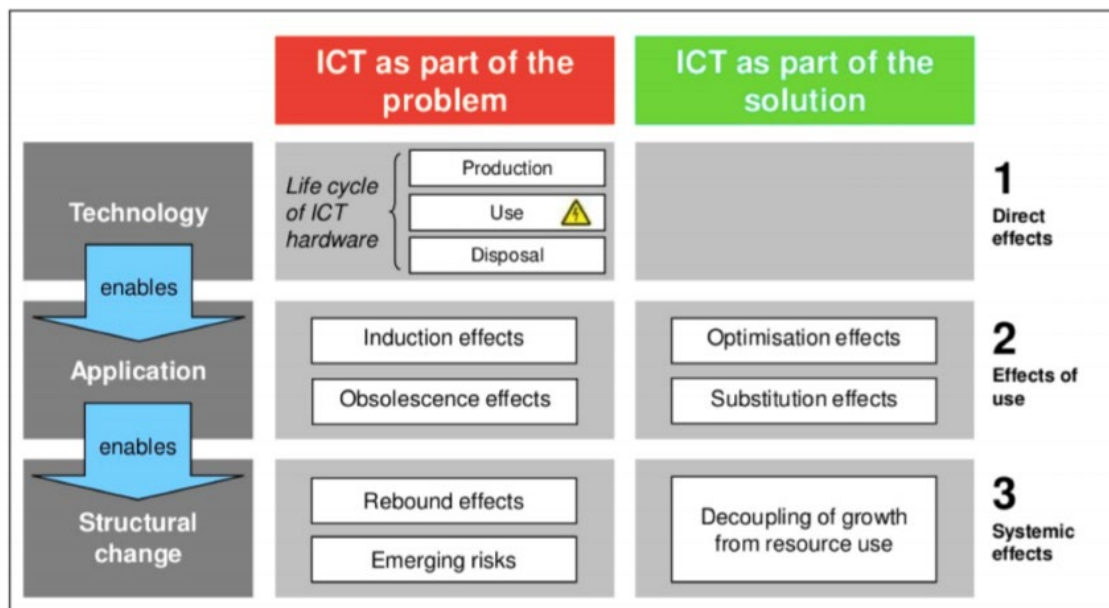 ICT as part of the
problem
ICT as part of the
solution
Technology
Life cycle
of ICT
hardware
Production
Use
Disposal
1
Direct
effects
enables
Application
Induction effects
Obsolescence effects
Optimisation effects
Substitution effects
2
Effects of
use
enables
Structural
change
Rebound effects
Emerging risks
Decoupling of growth
from resource use
3
Systemic
effects